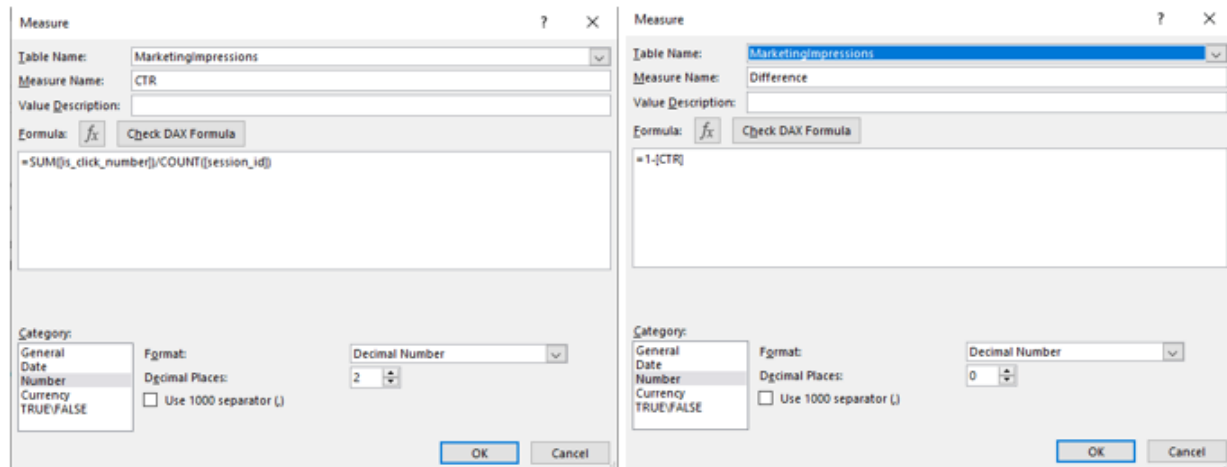 Measure ? ×
Table Name: MarketingImpressions
Measure Name: CTR
Value Description:
Formula: fx Check DAX Formula
=SUM([is_click_number])/COUNT([session_id])
Category:
General
Date
Number
Currency
TRUE\FALSE
Format: Decimal Number
Decimal Places: 2
Use 1000 separator (,)
OK Cancel
Measure ? ×
Table Name: MarketingImpressions
Measure Name: Difference
Value Description:
Formula: fx Check DAX Formula
=1-[CTR]
Category:
General
Date
Number
Currency
TRUE\FALSE
Format: Decimal Number
Decimal Places: 0
Use 1000 separator (,)
OK Cancel